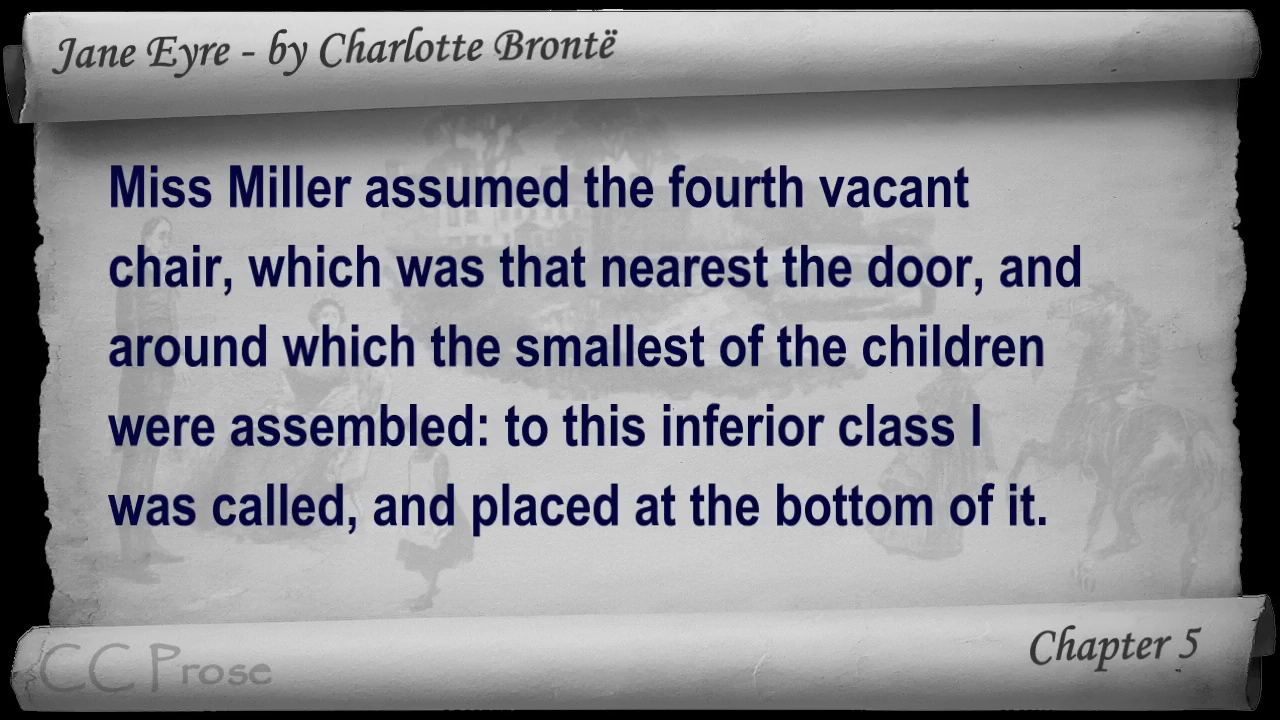 Jane Eyre - by Charlotte Brontë
Miss Miller assumed the fourth vacant
chair, which was that nearest the door, and
around which the smallest of the children
were assembled: to this inferior class I
was called, and placed at the bottom of it.
Chapter 5
CC Prose